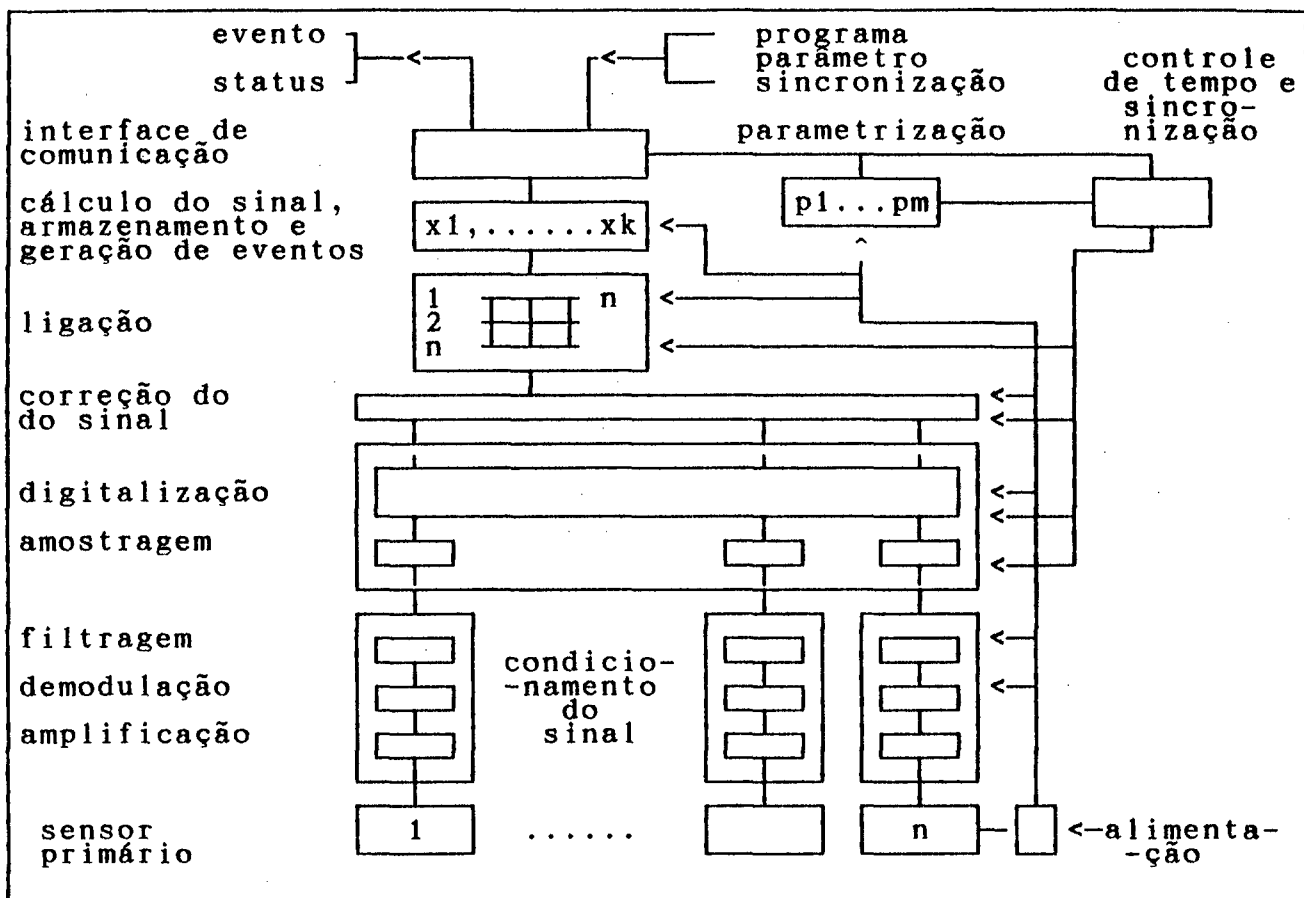 evento
status
programa
parâmetro
sincronização
controle
de tempo e
sincro-
nização
interface de
comunicação
parametrização
cálculo do sinal,
armazenamento e
geração de eventos
x1,......xk
p1...pm
ligação
1 n
2
n
correção do
do sinal
digitalização
amostragem
filtragem
demodulação
amplificação
condicio-
-namento
do
sinal
sensor
primário
1
......
n
alimenta-
-ção